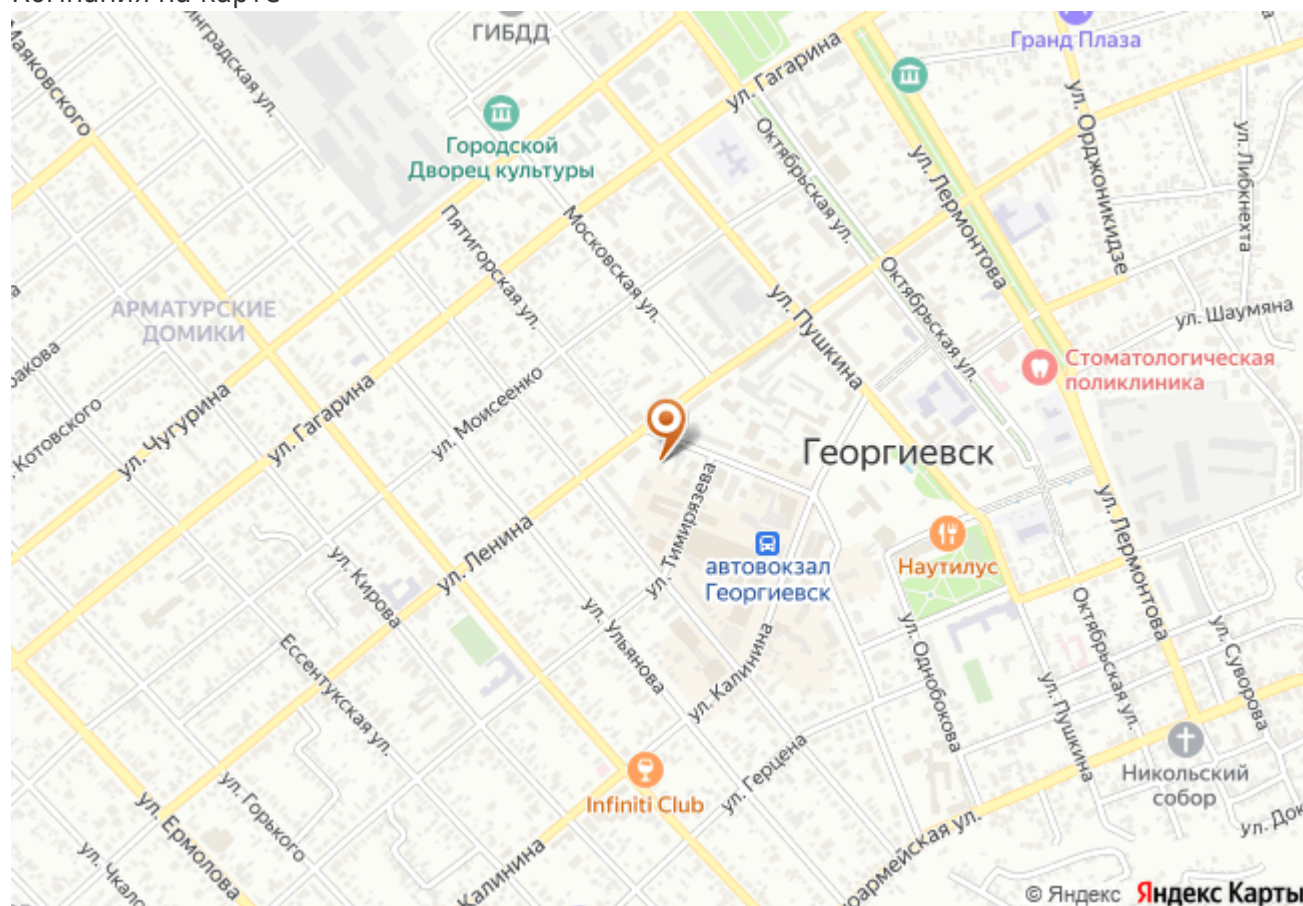 Компания на карте
ГИБДД
Гранд Плаза
Маяковского
ул. Гагарина
ул. Орджоникидзе
ул. Либкнехта
Городской
Дворец культуры
Октябрьская ул.
ул. Лермонтова
Пятигорская ул.
Московская ул.
АРМАТУРСКИЕ
ДОМИКИ
ул. Пушкина
Октябрьская ул.
ул. Шаумяна
Стоматологическая
поликлиника
Котовского
ул. Чугурина
ул. Гагарина
ул. Моисеенко
Георгиевск
ул. Тимирязева
ул. Ленина
ул. Кирова
автовокзал
Георгиевск
Наутилус
ул. Лермонтова
Ессентукская ул.
ул. Ульянова
ул. Калинина
ул. Однобокова
ул. Пушкина
Октябрьская ул.
ул. Суворова
Infiniti Club
ул. Герцена
Никольский
собор
ул. Ермолова
ул. Горького
Калинина
© Яндекс Яндекс Карты